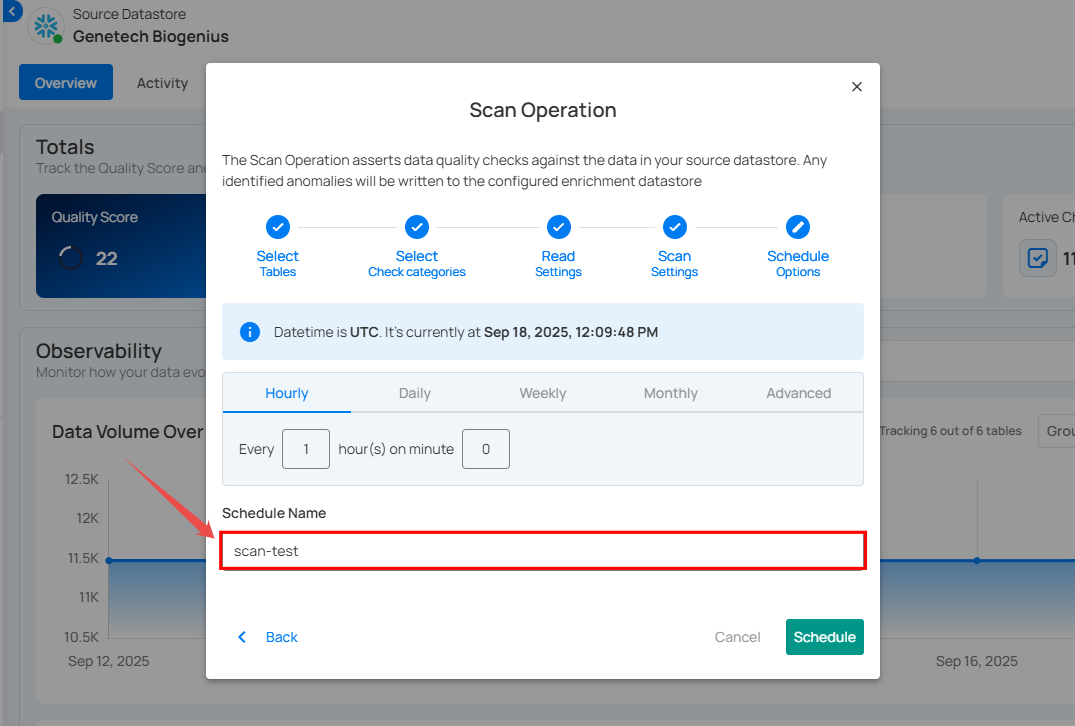 Source Datastore
Genetech Biogenius
Overview
Activity
Totals
Track the Quality Score and
Quality Score
22
Active Ch
11
Observability
Monitor how your data evo
Data Volume Over
Tracking 6 out of 6 tables
Grou
12.5K
12K
11.5K
11K
10.5K
Sep 12, 2025
Sep 16, 2025
Scan Operation
The Scan Operation asserts data quality checks against the data in your source datastore. Any
identified anomalies will be written to the configured enrichment datastore
Select
Tables
Select
Check categories
Read
Settings
Scan
Settings
Schedule
Options
Datetime is UTC. It's currently at Sep 18, 2025, 12:09:48 PM
Hourly
Daily
Weekly
Monthly
Advanced
Every 1 hour(s) on minute 0
Schedule Name
scan-test
Back
Cancel
Schedule